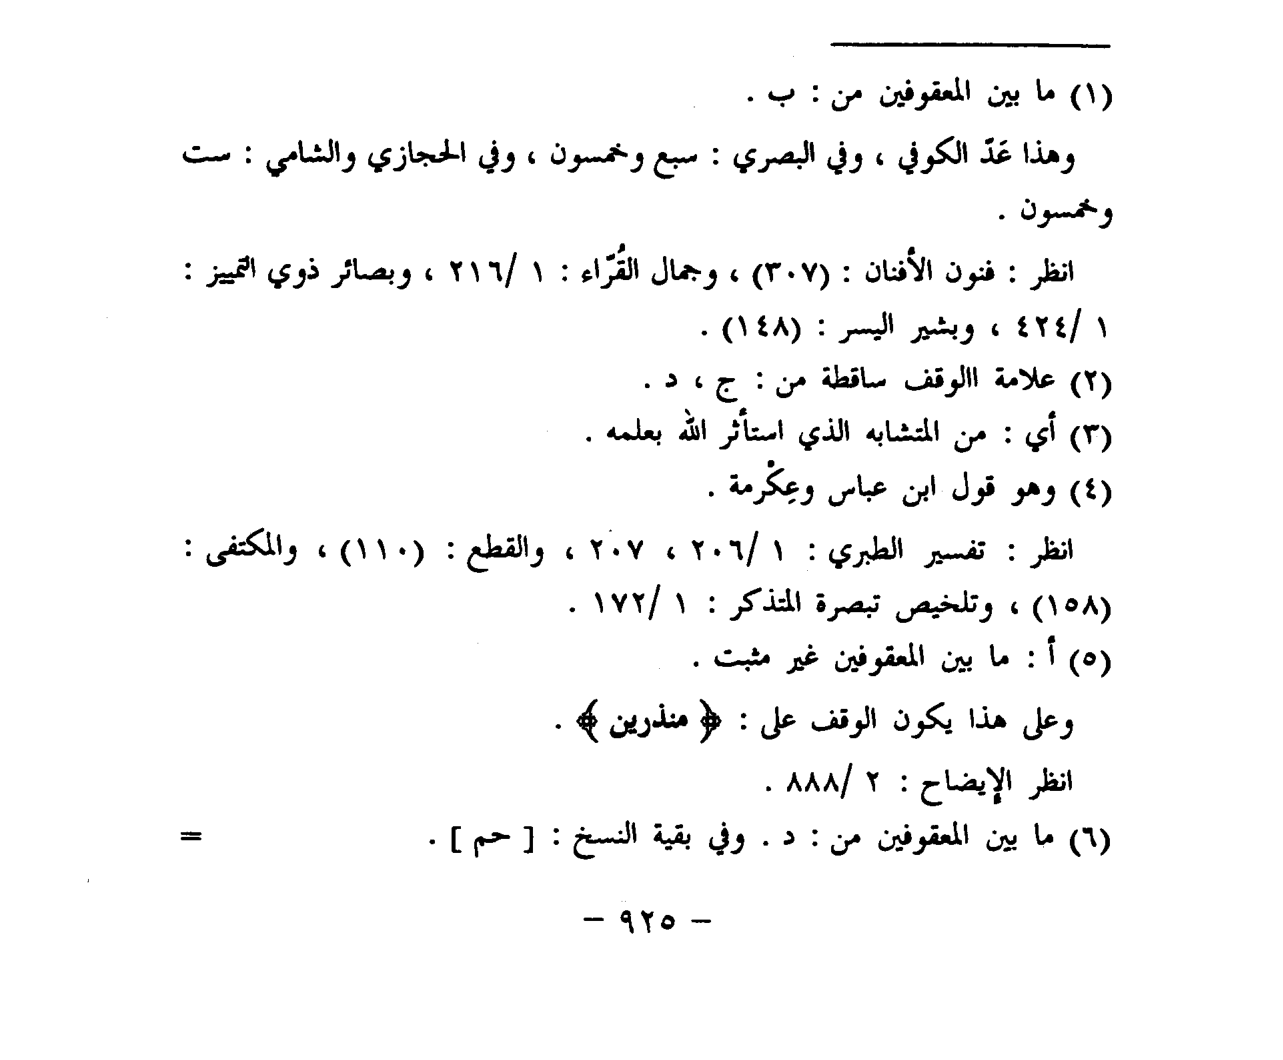 (١) ما بين المعقوفين من : ب .
وهذا عَدّ الكوفي ، وفي البصري : سبع وخمسون ، وفي الحجازي والشامي : ست
وخمسون .
انظر : فنون الأفنان : (٣٠٧) ، وجمال القُرّاء : ١ /٢١٦ ، وبصائر ذوي التمييز :
١ /٤٢٤ ، وبشير اليسر : (١٤٨) .
(٢) علامة االوقف ساقطة من : ج ، د .
(٣) أي : من المتشابه الذي استأثر الله بعلمه .
(٤) وهو قول ابن عباس وعِكْرمة .
انظر : تفسير الطبري : ١ /٢٠٦ ، ٢٠٧ ، والقطع : (١١٠) ، والمكتفى :
(١٥٨) ، وتلخيص تبصرة المتذكر : ١ /١٧٢ .
(٥) أ : ما بين المعقوفين غير مثبت .
وعلى هذا يكون الوقف على : ﴿ منذرين ﴾ .
انظر الإيضاح : ٢ /٨٨٨ .
(٦) ما بين المعقوفين من : د . وفي بقية النسخ : [ حم ] . =
– ٩٢٥ –